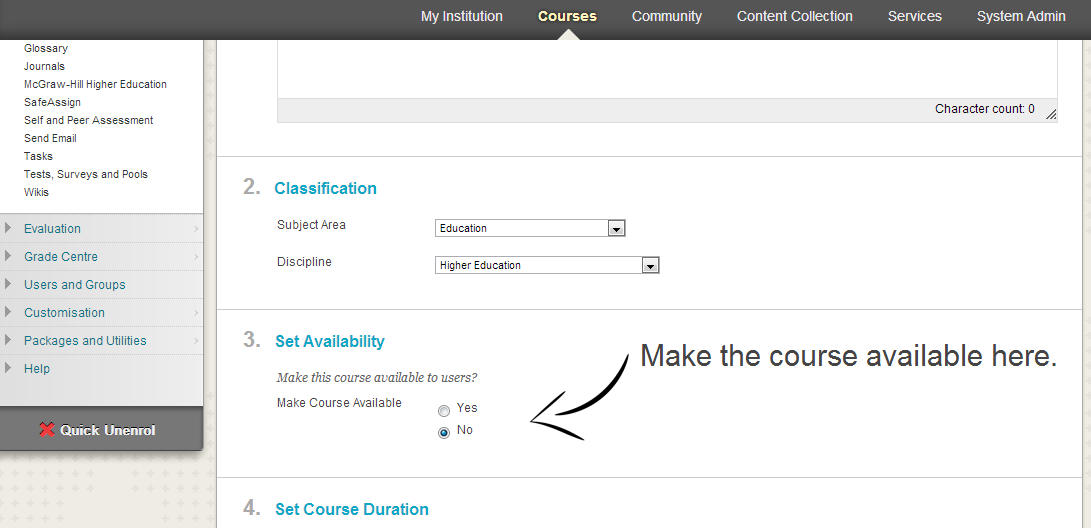 My Institution Courses Community Content Collection Services System Admin
Glossary
Journals
McGraw-Hill Higher Education
SafeAssign
Self and Peer Assessment
Send Email
Tasks
Tests, Surveys and Pools
Wikis
Evaluation
Grade Centre
Users and Groups
Customisation
Packages and Utilities
Help
Quick Unenrol
Character count: 0
2. Classification
Subject Area Education
Discipline Higher Education
3. Set Availability
Make this course available to users?
Make Course Available Yes
No
Make the course available here.
4. Set Course Duration